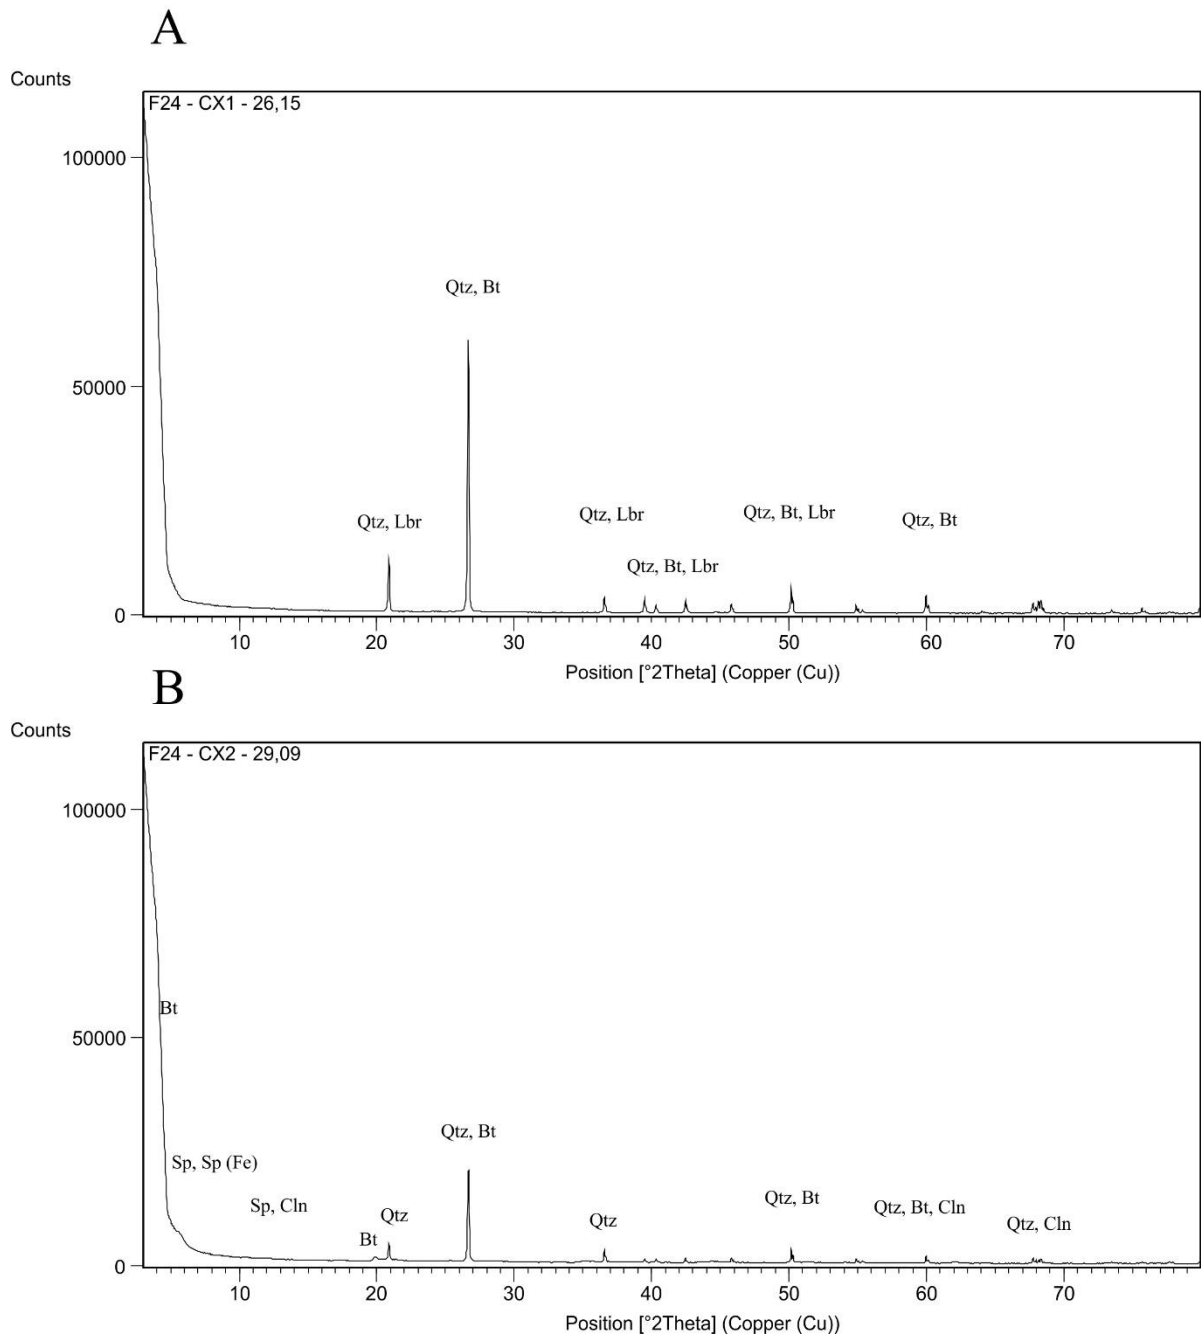 A
Counts
F24 - CX1 - 26,15
100000
Qtz, Bt
50000
Qtz, Lbr
Qtz, Lbr
Qtz, Bt, Lbr
Qtz, Bt, Lbr
Qtz, Bt
0
10 20 30 40 50 60 70
Position [°2Theta] (Copper (Cu))
B
Counts
F24 - CX2 - 29,09
100000
Bt
50000
Qtz, Bt
Sp, Sp (Fe)
Sp, Cln
Bt
Qtz
Qtz
Qtz, Bt
Qtz, Bt, Cln
Qtz, Cln
0
10 20 30 40 50 60 70
Position [°2Theta] (Copper (Cu))